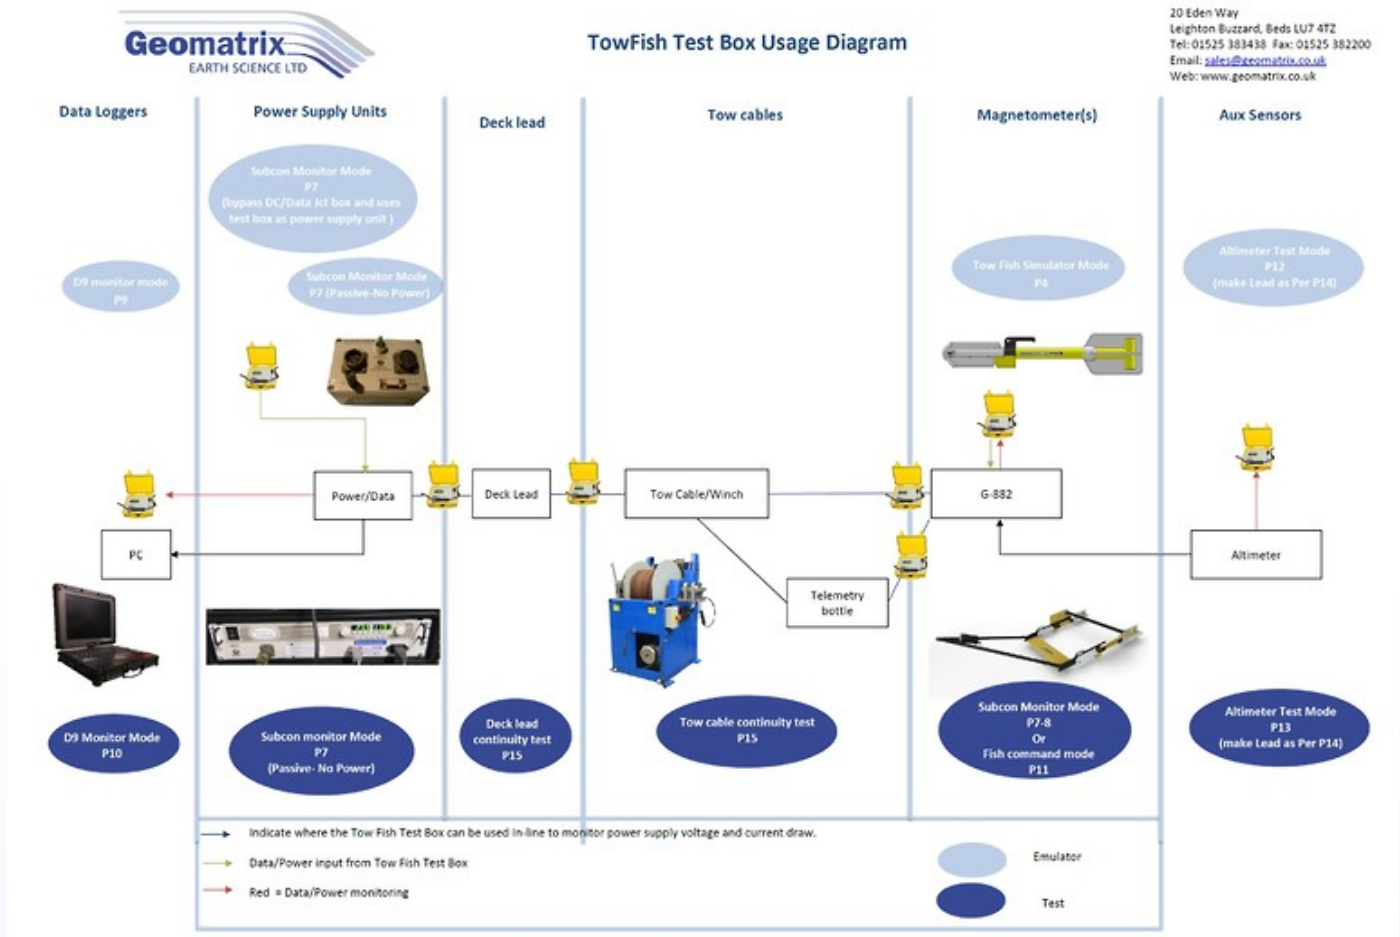 Geomatrix
EARTH SCIENCE LTD
TowFish Test Box Usage Diagram
20 Eden Way
Leighton Buzzard, Beds LU7 4TZ
Tel: 01525 383438 Fax: 01525 382200
Email: sales@geomatrix.co.uk
Web: www.geomatrix.co.uk
Data Loggers
Power Supply Units
Deck lead
Tow cables
Magnetometer(s)
Aux Sensors
Subcon Monitor Mode
P7
(bypass DC/Data Jct box and uses
test box as power supply unit )
D9 monitor mode
P9
Subcon Monitor Mode
P7 (Passive-No Power)
Tow Fish Simulator Mode
P4
Altimeter Test Mode
P12
(make Lead as Per P14)
Power/Data
Deck Lead
Tow Cable/Winch
G-882
PC
Altimeter
Telemetry
bottle
D9 Monitor Mode
P10
Subcon monitor Mode
P7
(Passive- No Power)
Deck lead
continuity test
P15
Tow cable continuity test
P15
Subcon Monitor Mode
P7-8
Or
Fish command mode
P11
Altimeter Test Mode
P13
(make Lead as Per P14)
Indicate where the Tow Fish Test Box can be used in-line to monitor power supply voltage and current draw.
Data/Power input from Tow Fish Test Box
Red = Data/Power monitoring
Emulator
Test